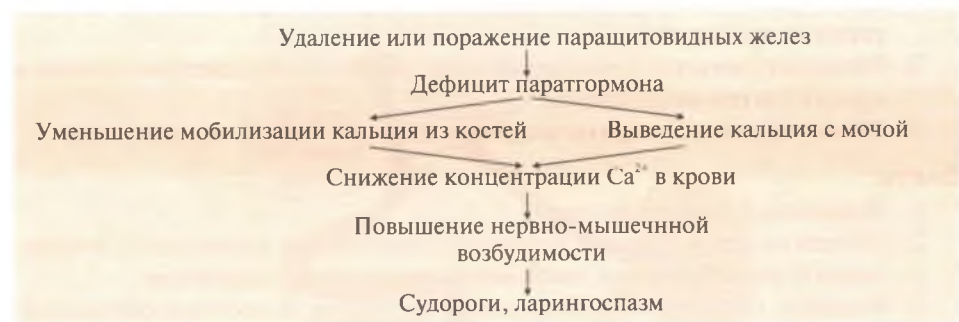 Удаление или поражение паращитовидных желез
Дефицит паратгормона
Уменьшение мобилизации кальция из костей Выведение кальция с мочой
Снижение концентрации Ca²⁺ в крови
Повышение нервно-мышечнной
возбудимости
Судороги, ларингоспазм